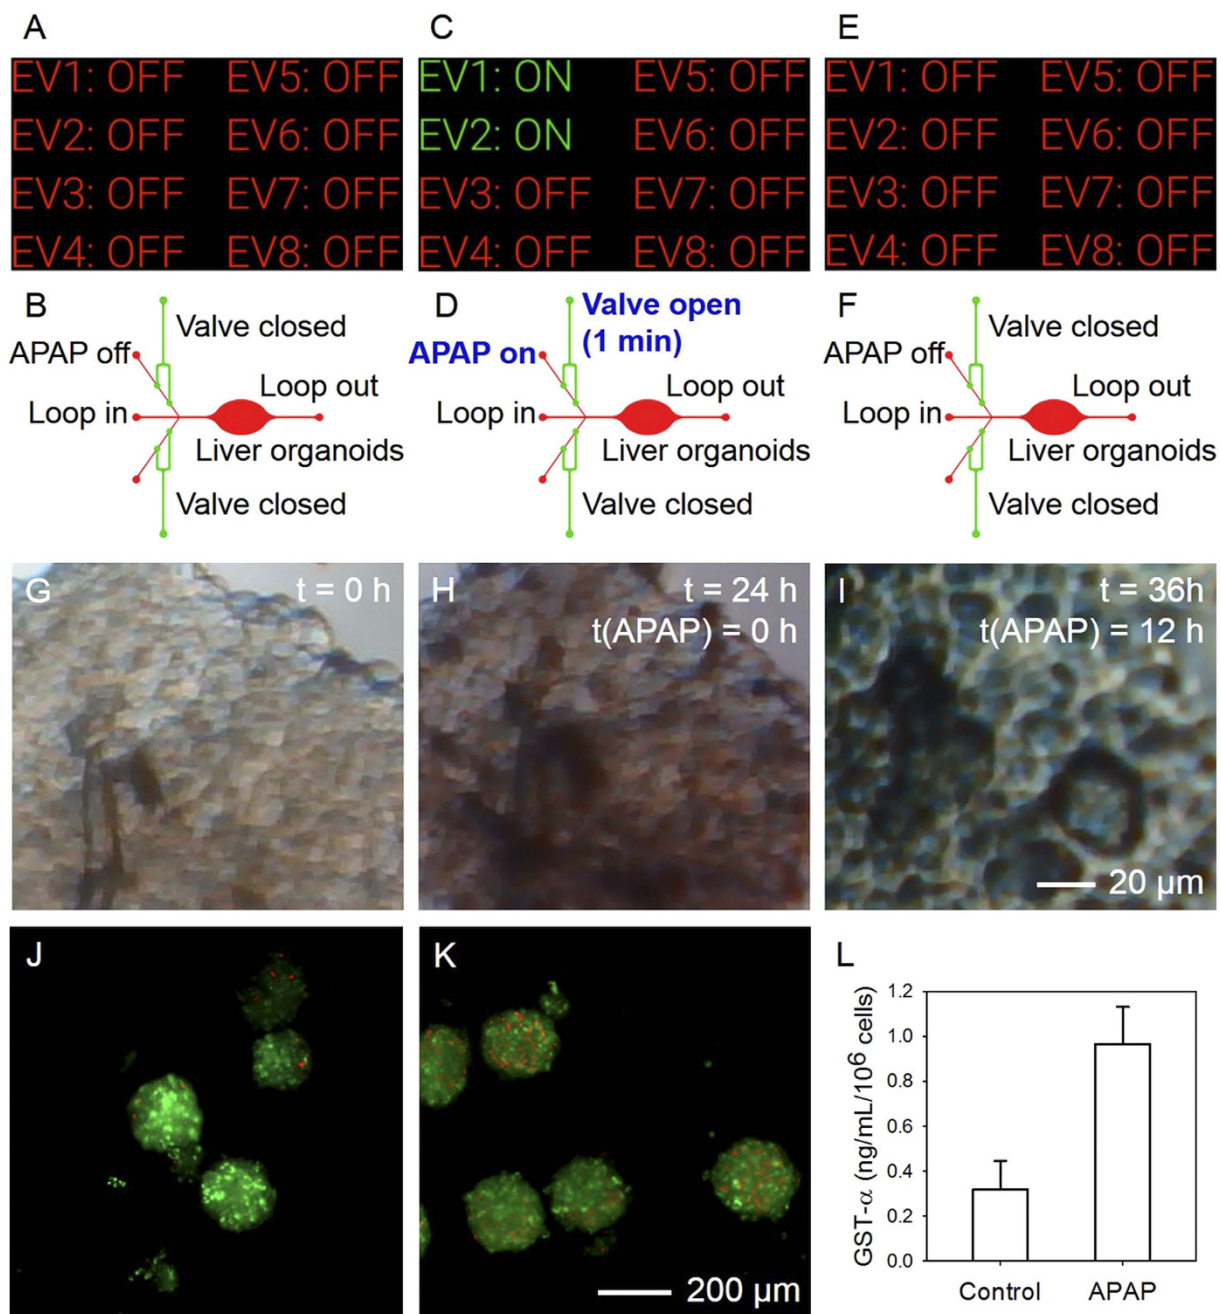 A
EV1: OFF EV5: OFF
EV2: OFF EV6: OFF
EV3: OFF EV7: OFF
EV4: OFF EV8: OFF
C
EV1: ON EV5: OFF
EV2: ON EV6: OFF
EV3: OFF EV7: OFF
EV4: OFF EV8: OFF
E
EV1: OFF EV5: OFF
EV2: OFF EV6: OFF
EV3: OFF EV7: OFF
EV4: OFF EV8: OFF
B
Valve closed
APAP off
Loop out
Loop in
Liver organoids
Valve closed
D
Valve open
(1 min)
APAP on
Loop out
Loop in
Liver organoids
Valve closed
F
Valve closed
APAP off
Loop out
Loop in
Liver organoids
Valve closed
G
t = 0 h
H
t = 24 h
t(APAP) = 0 h
I
t = 36h
t(APAP) = 12 h
20 µm
J
K
200 µm
L
GST-α (ng/mL/10⁶ cells)
1.2
1.0
0.8
0.6
0.4
0.2
0.0
Control
APAP